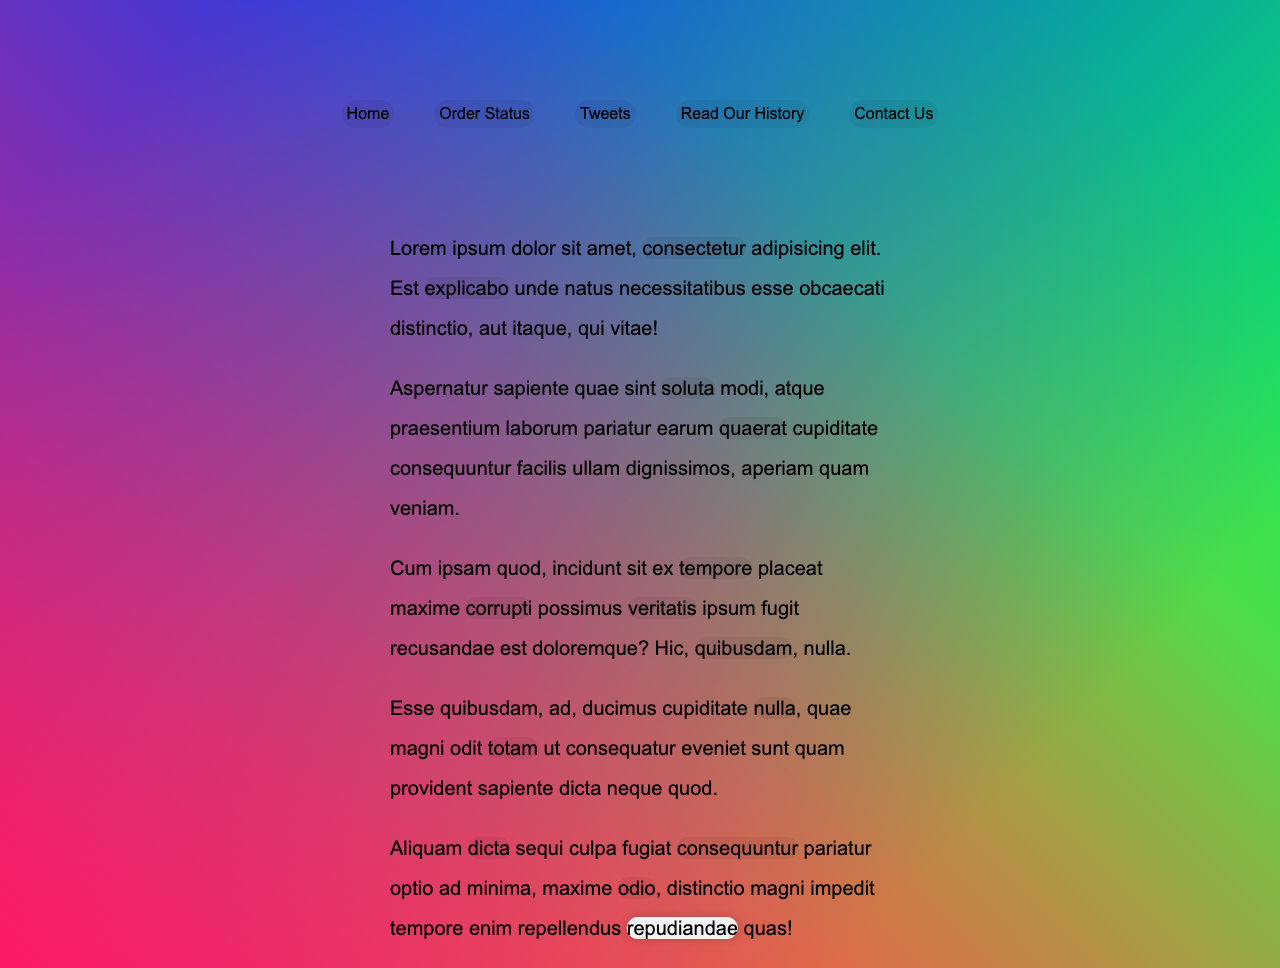 Home Order Status Tweets Read Our History Contact Us
Lorem ipsum dolor sit amet, consectetur adipisicing elit.
Est explicabo unde natus necessitatibus esse obcaecati
distinctio, aut itaque, qui vitae!
Aspernatur sapiente quae sint soluta modi, atque
praesentium laborum pariatur earum quaerat cupiditate
consequuntur facilis ullam dignissimos, aperiam quam
veniam.
Cum ipsam quod, incidunt sit ex tempore placeat
maxime corrupti possimus veritatis ipsum fugit
recusandae est doloremque? Hic, quibusdam, nulla.
Esse quibusdam, ad, ducimus cupiditate nulla, quae
magni odit totam ut consequatur eveniet sunt quam
provident sapiente dicta neque quod.
Aliquam dicta sequi culpa fugiat consequuntur pariatur
optio ad minima, maxime odio, distinctio magni impedit
tempore enim repellendus repudiandae quas!